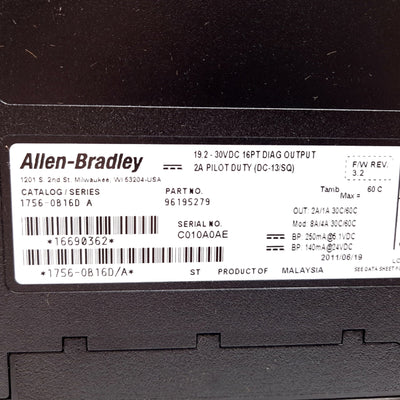 Allen-Bradley
1201 S. 2nd St. Milwaukee, WI 53204-USA
19.2 - 30VDC 16PT DIAG OUTPUT
2A PILOT DUTY (DC-13/SQ)
F/W REV.
3.2
CATALOG / SERIES
1756-OB16D A
PART NO.
96195279
Tamb Max = 60 C
OUT 2A/1A 30C/60C
Mod 8A/4A 30C/60C
SERIAL NO.
C010A0AE
BP 250mA@5.1VDC
BP 140mA@24VDC
*16690362*
2011/06/19
*1756-OB16D/A*
ST PRODUCT OF MALAYSIA
SEE DATA SHEET